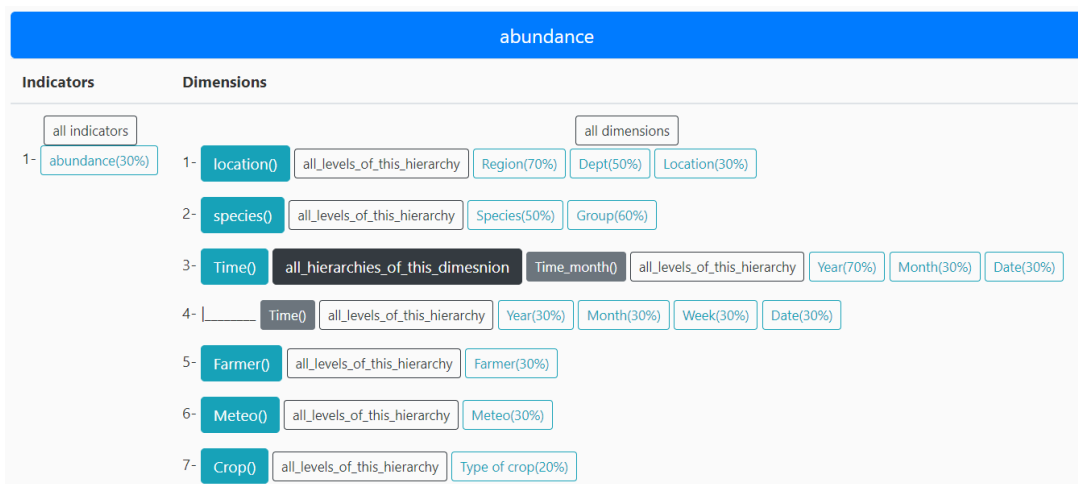 abundance
Indicators Dimensions
all indicators all dimensions
1- abundance(30%) 1- location() all_levels_of_this_hierarchy Region(70%) Dept(50%) Location(30%)
2- species() all_levels_of_this_hierarchy Species(50%) Group(60%)
3- Time() all_hierarchies_of_this_dimesnion Time_month() all_levels_of_this_hierarchy Year(70%) Month(30%) Date(30%)
4- |________ Time() all_levels_of_this_hierarchy Year(30%) Month(30%) Week(30%) Date(30%)
5- Farmer() all_levels_of_this_hierarchy Farmer(30%)
6- Meteo() all_levels_of_this_hierarchy Meteo(30%)
7- Crop() all_levels_of_this_hierarchy Type of crop(20%)